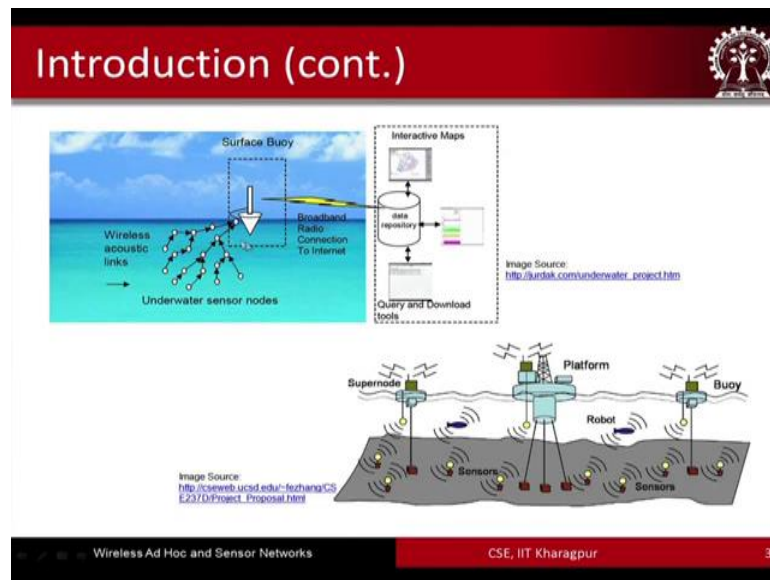 Introduction (cont.)
Surface Buoy
Wireless
acoustic
links
Underwater sensor nodes
Broadband
Radio
Connection
To Internet
Interactive Maps
data
repository
Query and Download
tools
Image Source:
http://jurdak.com/underwater_project.htm
Supernode
Platform
Buoy
Robot
Sensors
Sensors
Image Source:
http://cseweb.ucsd.edu/~fezhang/CS
E237D/Project_Proposal.html
Wireless Ad Hoc and Sensor Networks
CSE, IIT Kharagpur
3